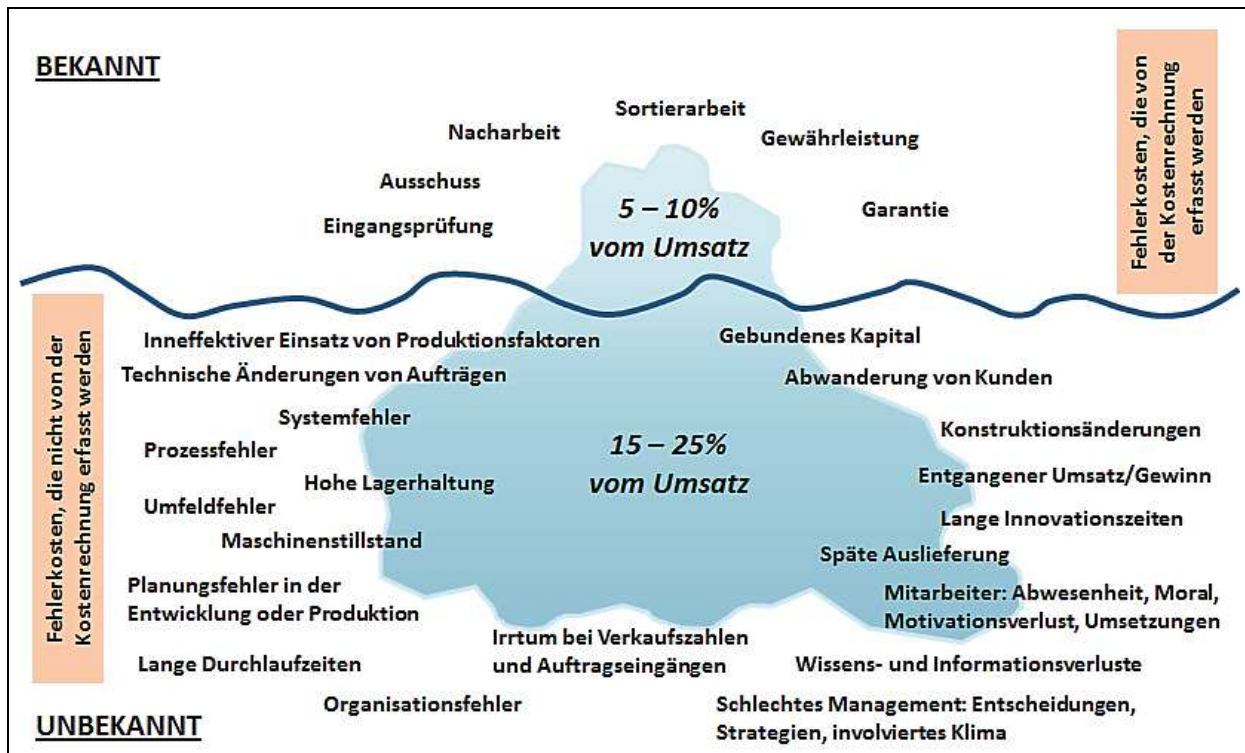 BEKANNT
Sortierarbeit
Nacharbeit
Gewährleistung
Ausschuss
Garantie
Eingangsprüfung
5 – 10%
vom Umsatz
Fehlerkosten, die von
der Kostenrechnung
erfasst werden
Fehlerkosten, die nicht von der
Kostenrechnung erfasst werden
Inneffektiver Einsatz von Produktionsfaktoren
Gebundenes Kapital
Technische Änderungen von Aufträgen
Abwanderung von Kunden
Systemfehler
Konstruktionsänderungen
Prozessfehler
15 – 25%
vom Umsatz
Hohe Lagerhaltung
Entgangener Umsatz/Gewinn
Umfeldfehler
Lange Innovationszeiten
Maschinenstillstand
Späte Auslieferung
Planungsfehler in der
Entwicklung oder Produktion
Mitarbeiter: Abwesenheit, Moral,
Motivationsverlust, Umsetzungen
Irrtum bei Verkaufszahlen
und Auftragseingängen
Lange Durchlaufzeiten
Wissens- und Informationsverluste
Organisationsfehler
Schlechtes Management: Entscheidungen,
Strategien, involviertes Klima
UNBEKANNT